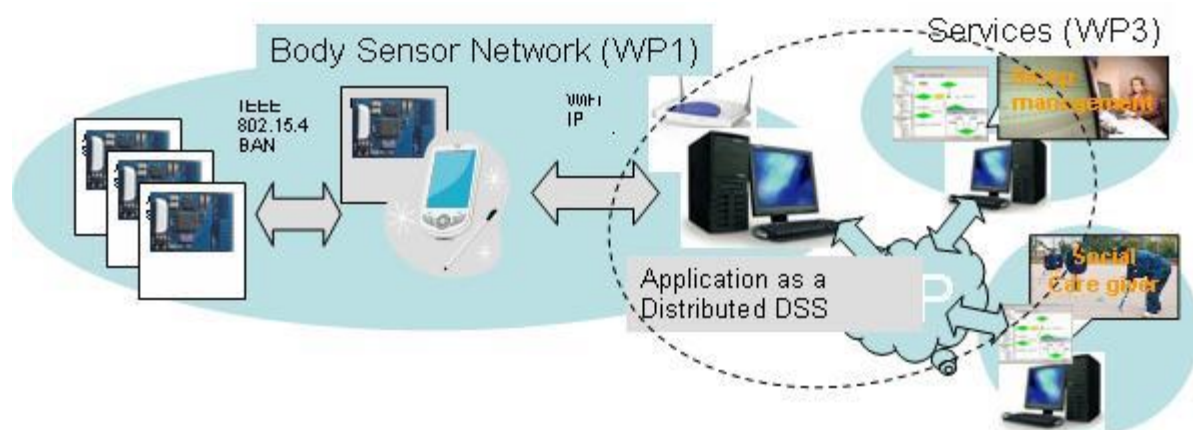 Body Sensor Network (WP1)
Services (WP3)
IEEE
802.15.4
BAN
WiFi
IP
management
Social
Care giver
Application as a
Distributed DSS
P